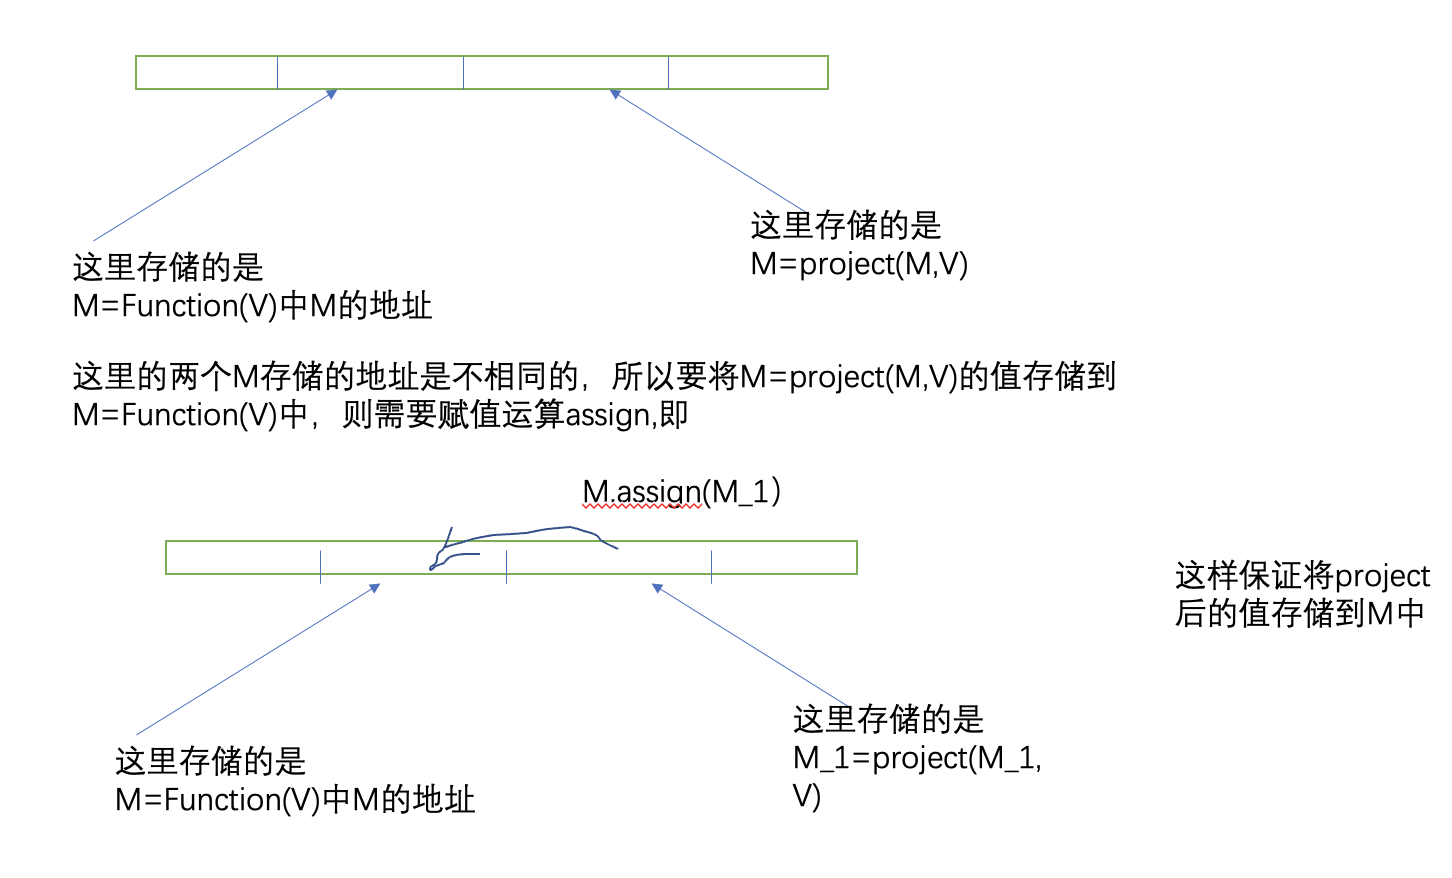 这里存储的是
M=project(M,V)
这里存储的是
M=Function(V)中M的地址
这里的两个M存储的地址是不相同的，所以要将M=project(M,V)的值存储到
M=Function(V)中，则需要赋值运算assign,即
M.assign(M_1）
这样保证将project
后的值存储到M中
这里存储的是
M_1=project(M_1,
V)
这里存储的是
M=Function(V)中M的地址